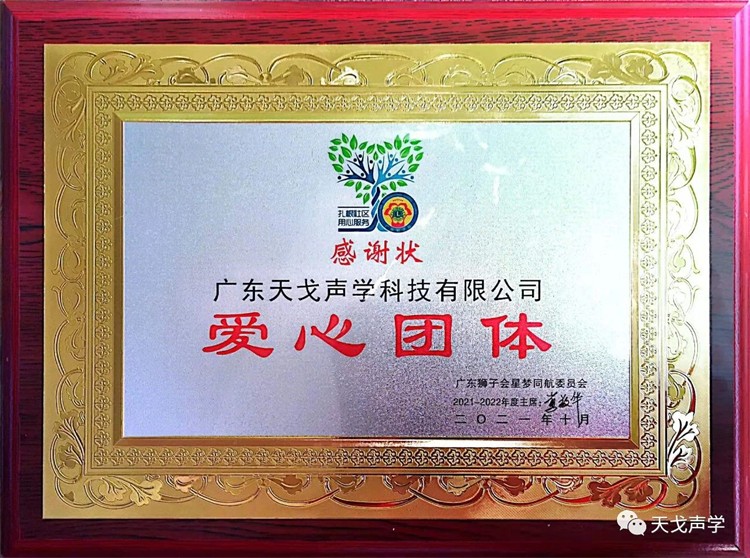 扎根社区
用心服务
感谢状
广东天戈声学科技有限公司
爱心团体
广东狮子会星梦同航委员会
2021-2022年度主席:
二〇二一年十月
天戈声学